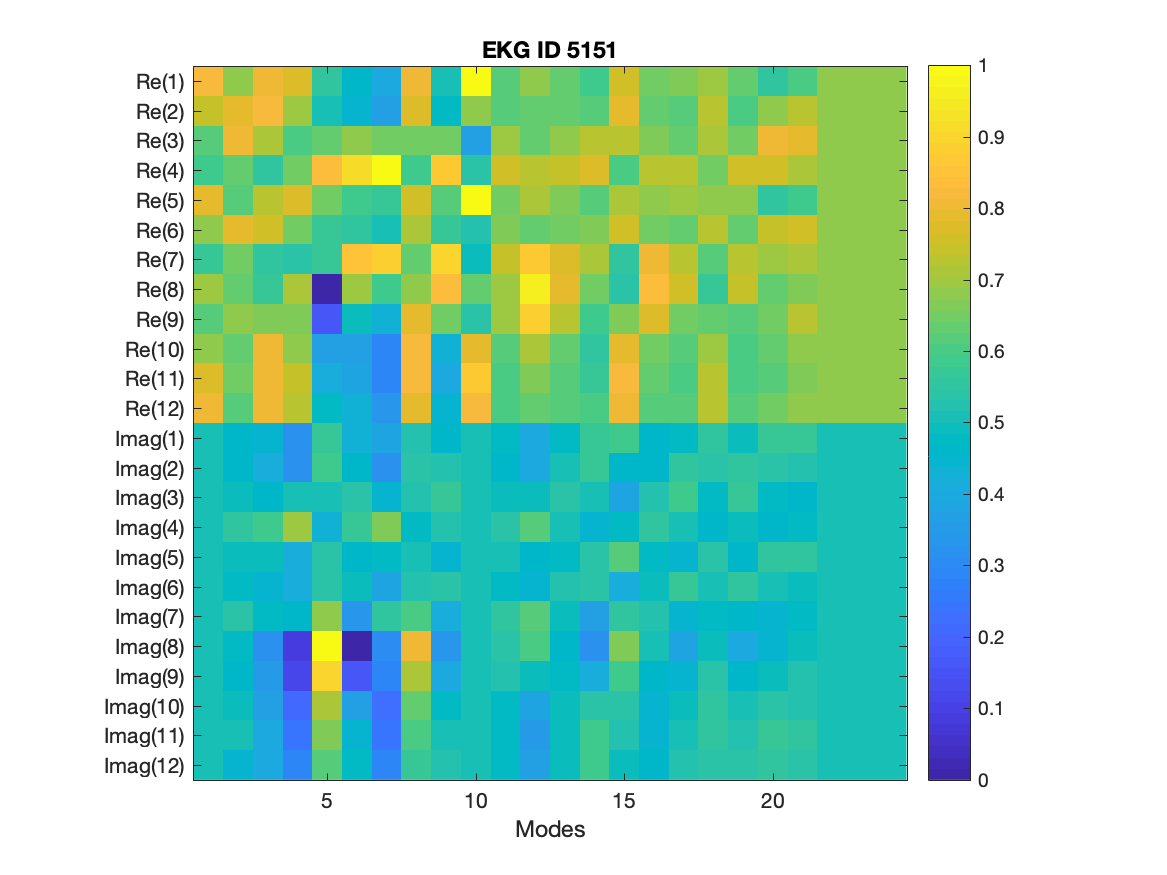 EKG ID 5151
Re(1)
Re(2)
Re(3)
Re(4)
Re(5)
Re(6)
Re(7)
Re(8)
Re(9)
Re(10)
Re(11)
Re(12)
Imag(1)
Imag(2)
Imag(3)
Imag(4)
Imag(5)
Imag(6)
Imag(7)
Imag(8)
Imag(9)
Imag(10)
Imag(11)
Imag(12)
5 10 15 20
Modes
1
0.9
0.8
0.7
0.6
0.5
0.4
0.3
0.2
0.1
0